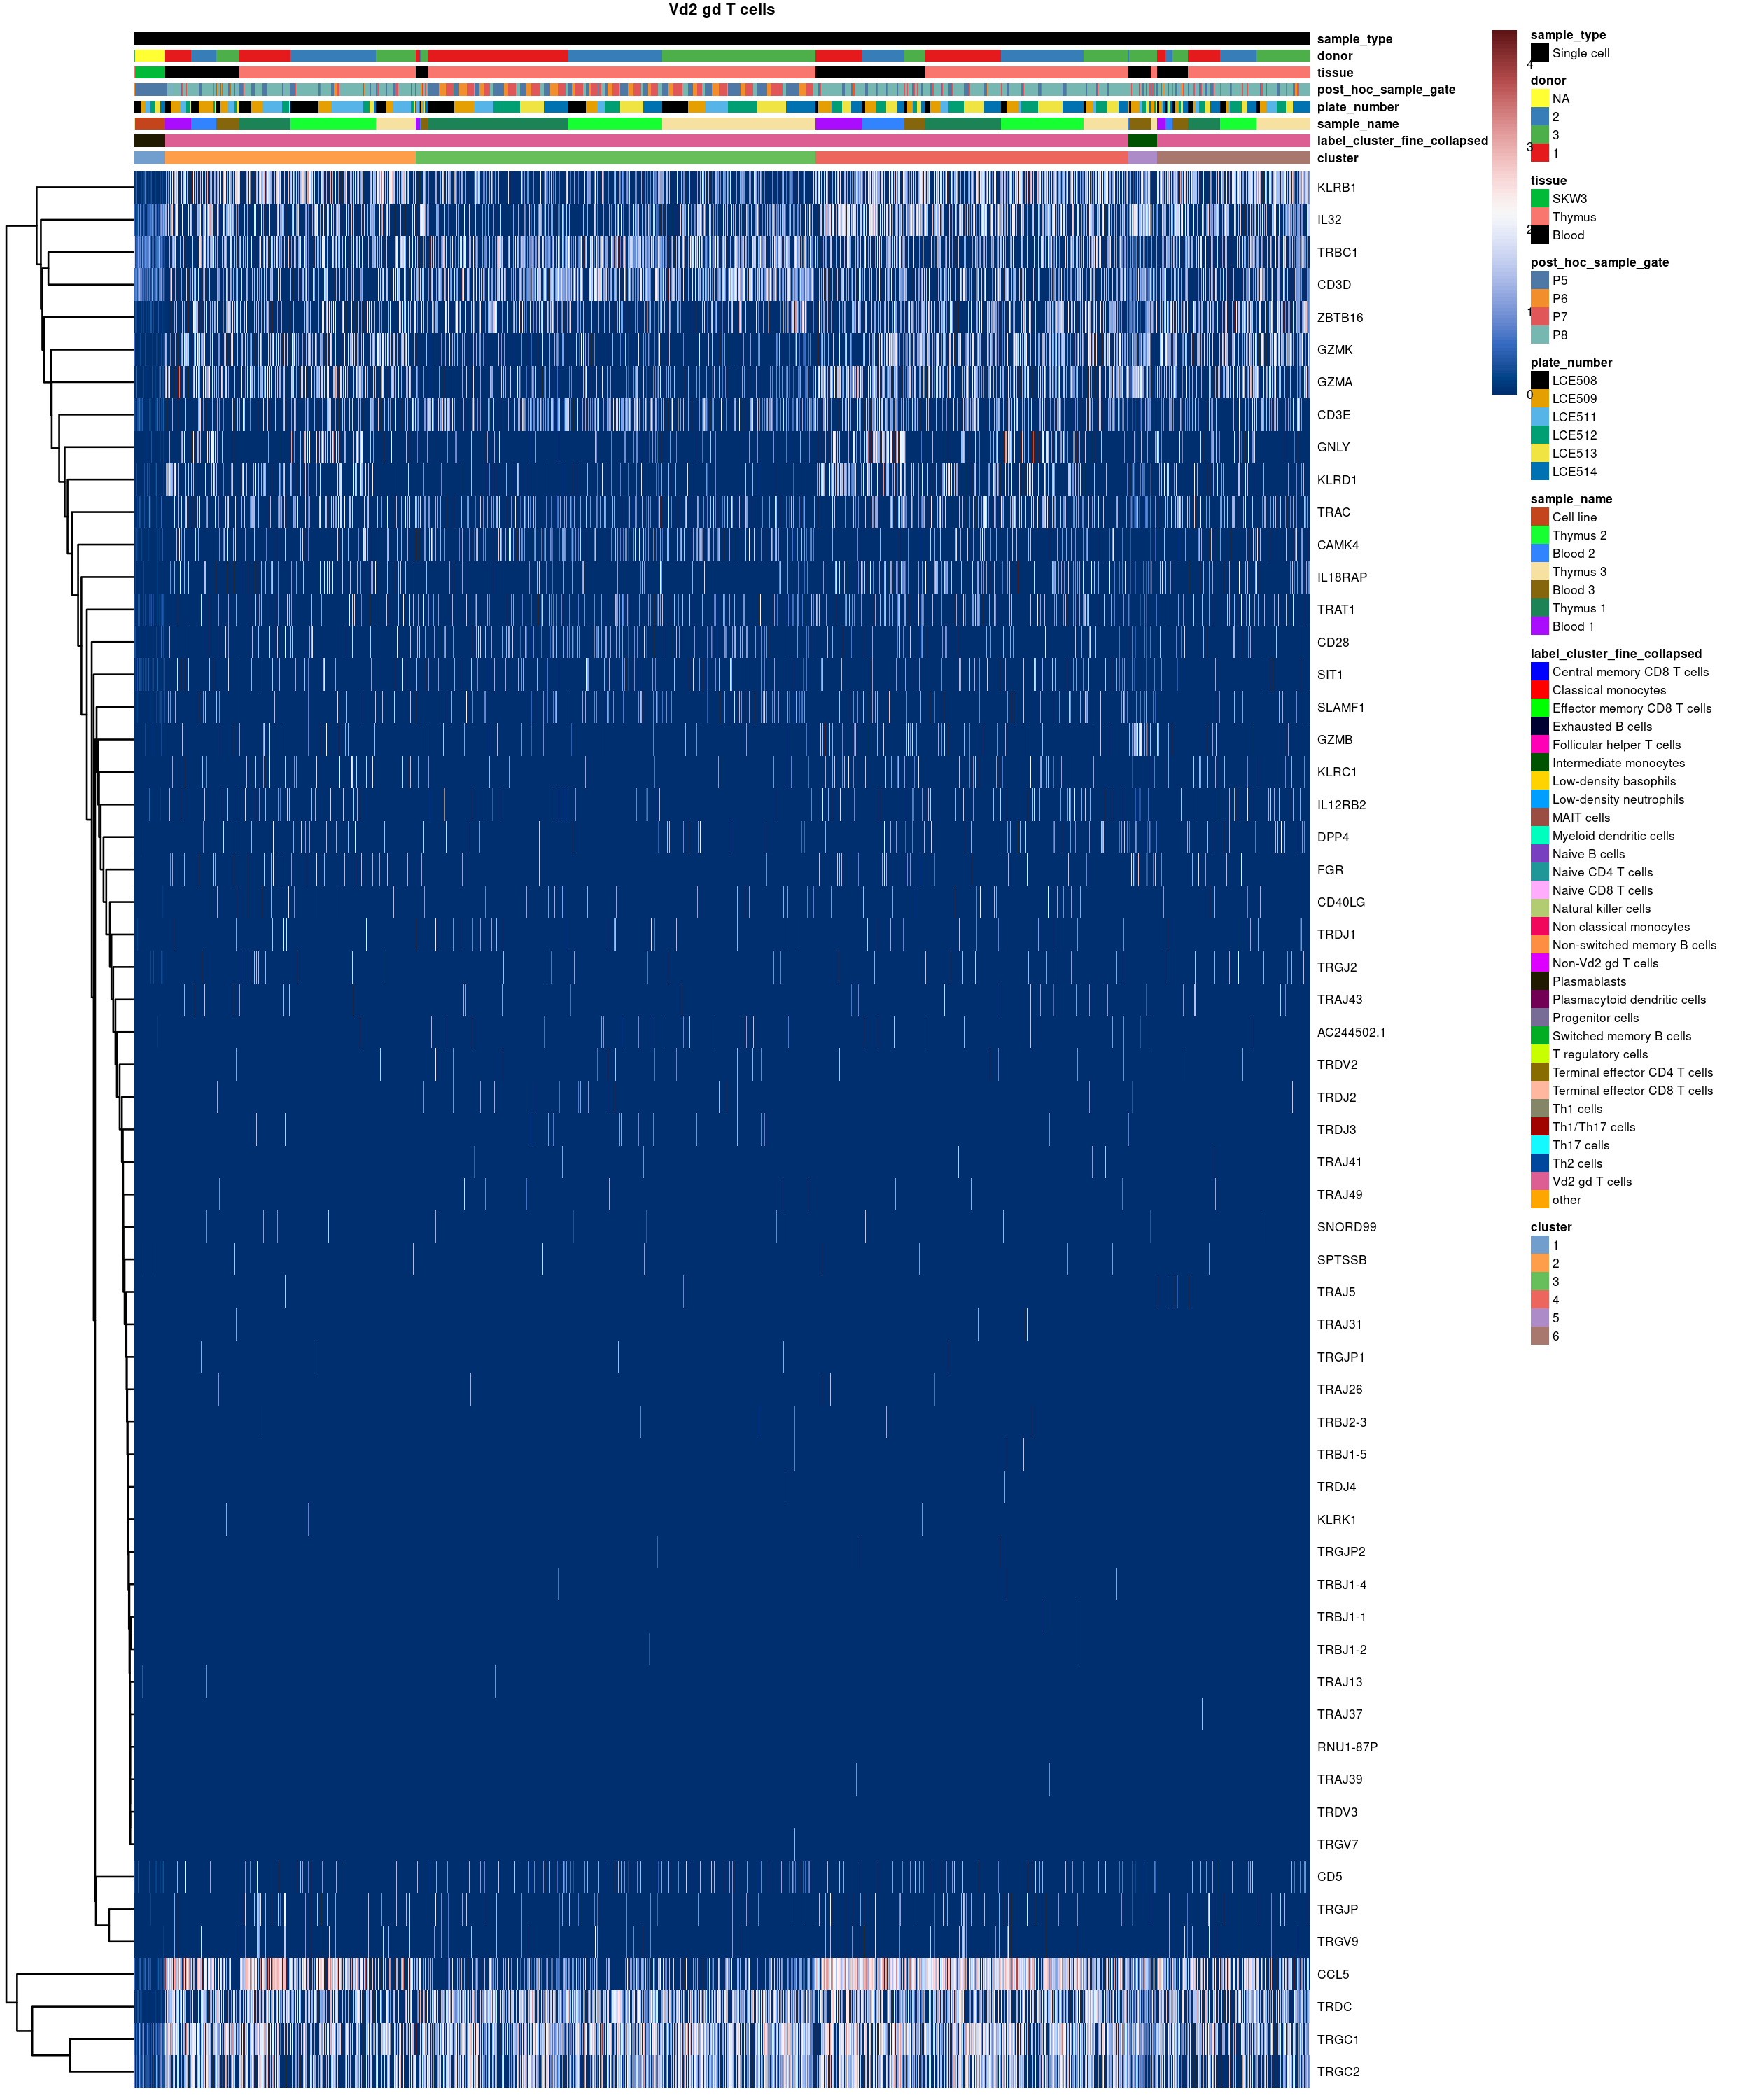 Vd2 gd T cells
sample_type
donor
tissue
post_hoc_sample_gate
plate_number
sample_name
label_cluster_fine_collapsed
cluster
KLRB1
IL32
TRBC1
CD3D
ZBTB16
GZMK
GZMA
CD3E
GNLY
KLRD1
TRAC
CAMK4
IL18RAP
TRAT1
CD28
SIT1
SLAMF1
GZMB
KLRC1
IL12RB2
DPP4
FGR
CD40LG
TRDJ1
TRGJ2
TRAJ43
AC244502.1
TRDV2
TRDJ2
TRDJ3
TRAJ41
TRAJ49
SNORD99
SPTSSB
TRAJ5
TRAJ31
TRGJP1
TRAJ26
TRBJ2-3
TRBJ1-5
TRDJ4
KLRK1
TRGJP2
TRBJ1-4
TRBJ1-1
TRBJ1-2
TRAJ13
TRAJ37
RNU1-87P
TRAJ39
TRDV3
TRGV7
CD5
TRGJP
TRGV9
CCL5
TRDC
TRGC1
TRGC2
4
3
2
1
0
sample_type
Single cell
donor
NA
2
3
1
tissue
SKW3
Thymus
Blood
post_hoc_sample_gate
P5
P6
P7
P8
plate_number
LCE508
LCE509
LCE511
LCE512
LCE513
LCE514
sample_name
Cell line
Thymus 2
Blood 2
Thymus 3
Blood 3
Thymus 1
Blood 1
label_cluster_fine_collapsed
Central memory CD8 T cells
Classical monocytes
Effector memory CD8 T cells
Exhausted B cells
Follicular helper T cells
Intermediate monocytes
Low-density basophils
Low-density neutrophils
MAIT cells
Myeloid dendritic cells
Naive B cells
Naive CD4 T cells
Naive CD8 T cells
Natural killer cells
Non classical monocytes
Non-switched memory B cells
Non-Vd2 gd T cells
Plasmablasts
Plasmacytoid dendritic cells
Progenitor cells
Switched memory B cells
T regulatory cells
Terminal effector CD4 T cells
Terminal effector CD8 T cells
Th1 cells
Th1/Th17 cells
Th17 cells
Th2 cells
Vd2 gd T cells
other
cluster
1
2
3
4
5
6